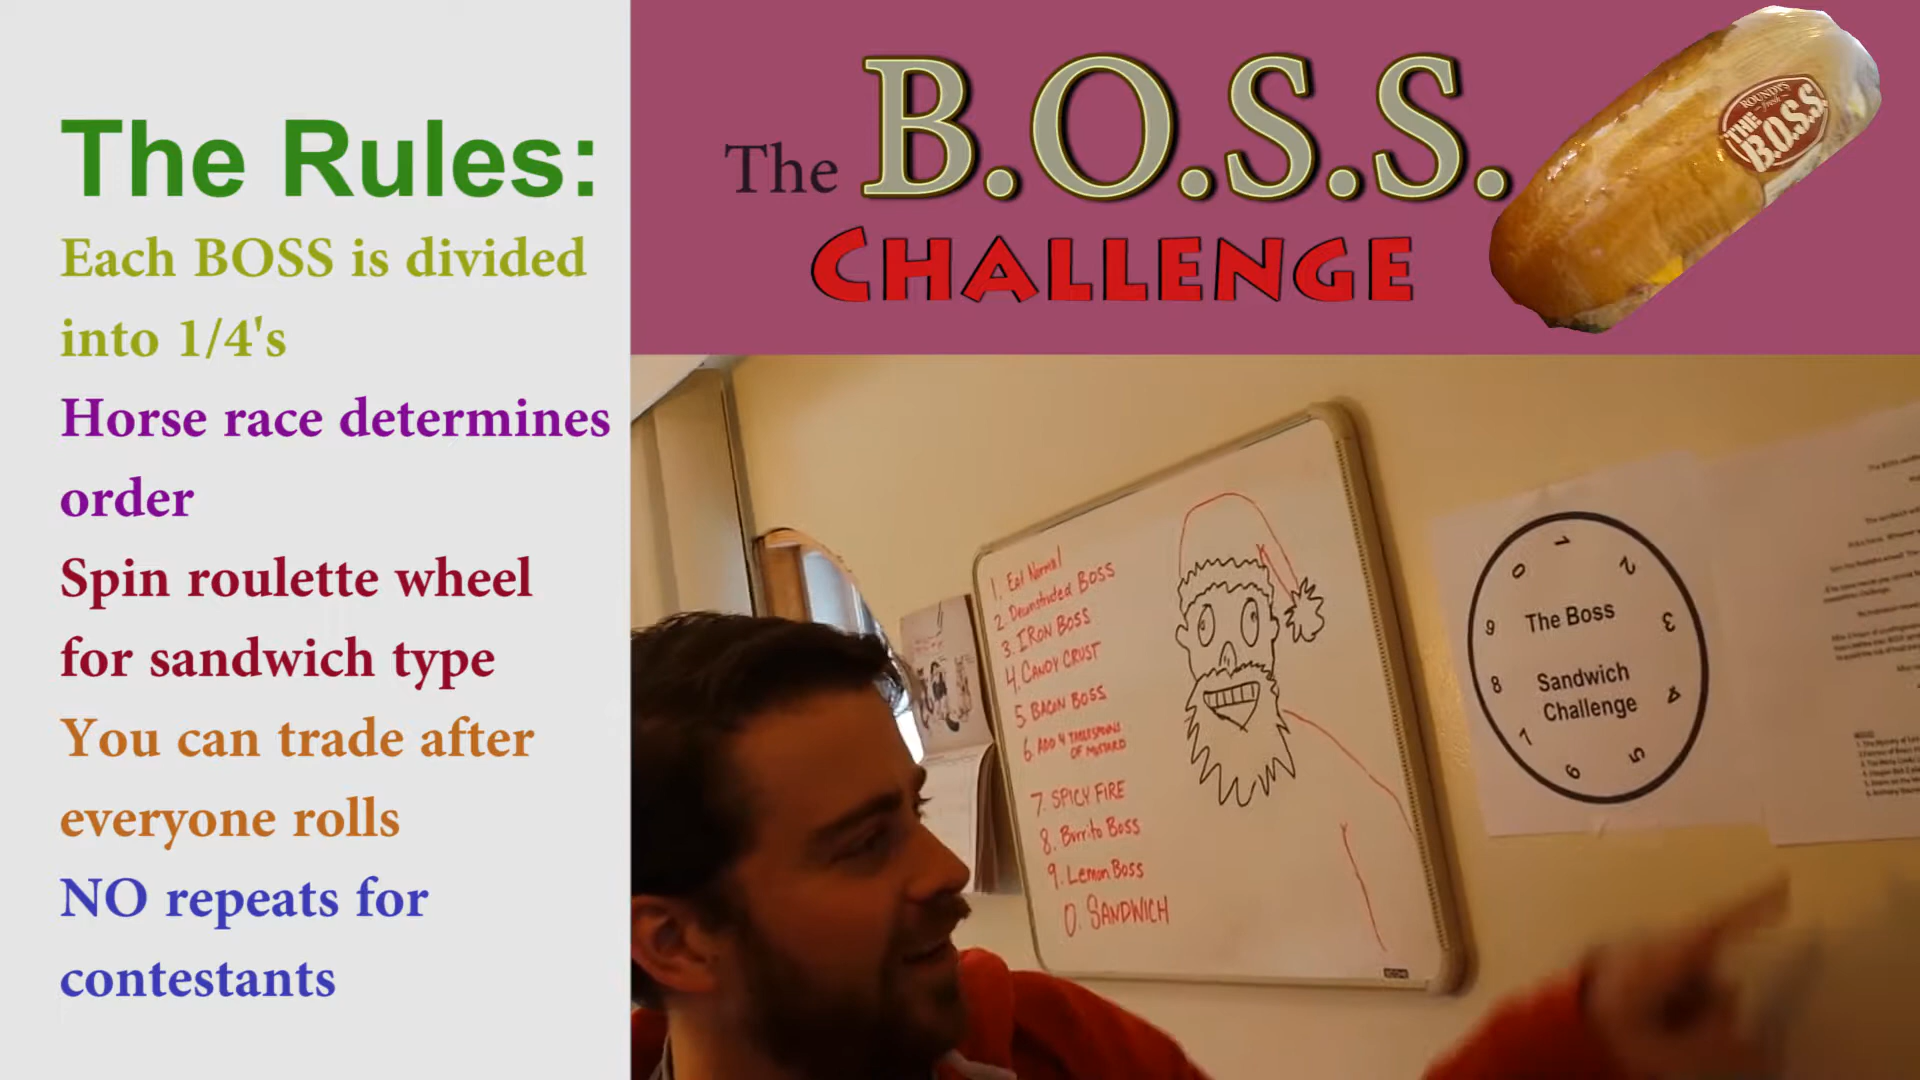 The Rules:
Each BOSS is divided
into 1/4's
Horse race determines
order
Spin roulette wheel
for sandwich type
You can trade after
everyone rolls
NO repeats for
contestants
The B.O.S.S.
CHALLENGE
ROUNDY'S
fresh
THE
B.O.S.S.
1. Eat Normal
2. Deconstructed BOSS
3. IRON BOSS
4. CANDY CRUST
5. BACON BOSS
6. ADD 4 TABLESPOONS
OF MUSTARD
7. SPICY FIRE
8. Burrito Boss
9. Lemon Boss
0. SANDWICH
1
2
3
4
5
6
7
8
9
0
The Boss
Sandwich
Challenge